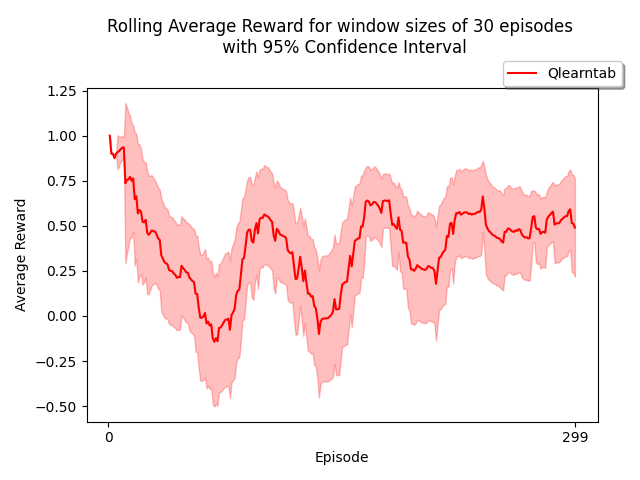 Rolling Average Reward for window sizes of 30 episodes
with 95% Confidence Interval
Qlearntab
1.25
1.00
0.75
0.50
0.25
0.00
−0.25
−0.50
Average Reward
0
299
Episode